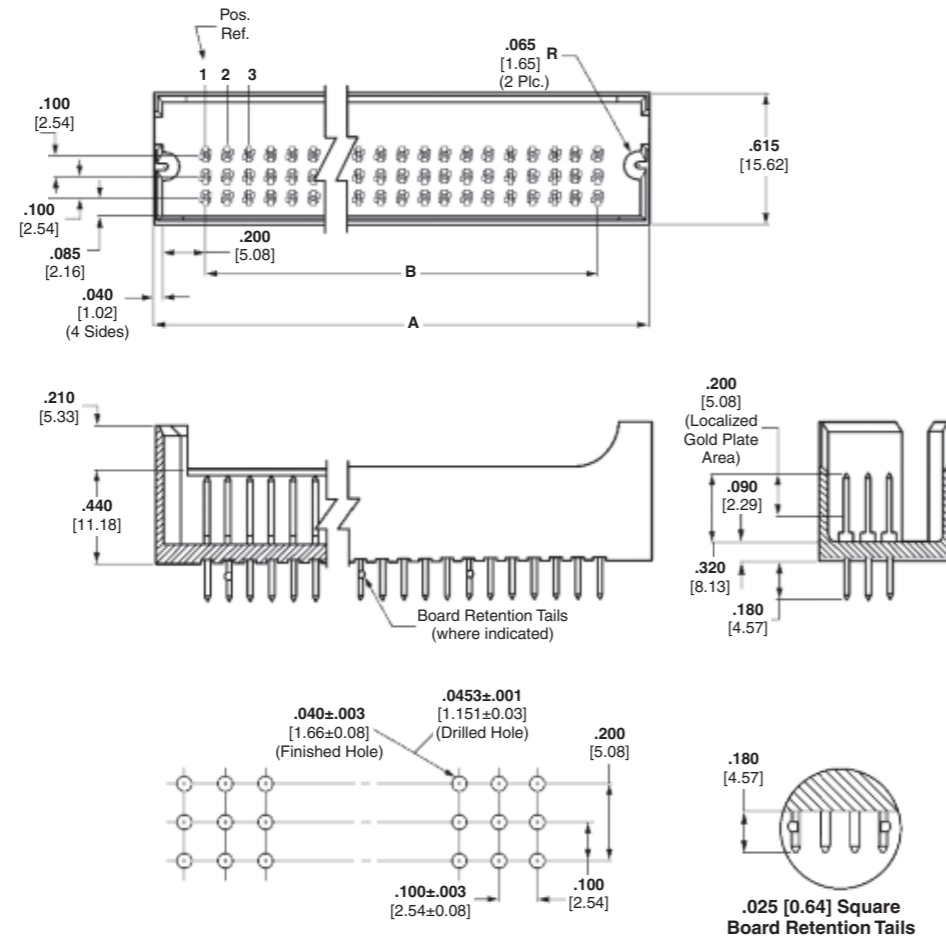 Pos.
Ref.
1 2 3
.065
[1.65]
(2 Plc.)
R
.100
[2.54]
.615
[15.62]
.100
[2.54]
.085
[2.16]
.200
[5.08]
B
.040
[1.02]
(4 Sides)
A
.210
[5.33]
.440
[11.18]
Board Retention Tails
(where indicated)
.200
[5.08]
(Localized
Gold Plate
Area)
.090
[2.29]
.320
[8.13]
.180
[4.57]
.040±.003
[1.66±0.08]
(Finished Hole)
.0453±.001
[1.151±0.03]
(Drilled Hole)
.200
[5.08]
.100±.003
[2.54±0.08]
.100
[2.54]
.180
[4.57]
.025 [0.64] Square
Board Retention Tails